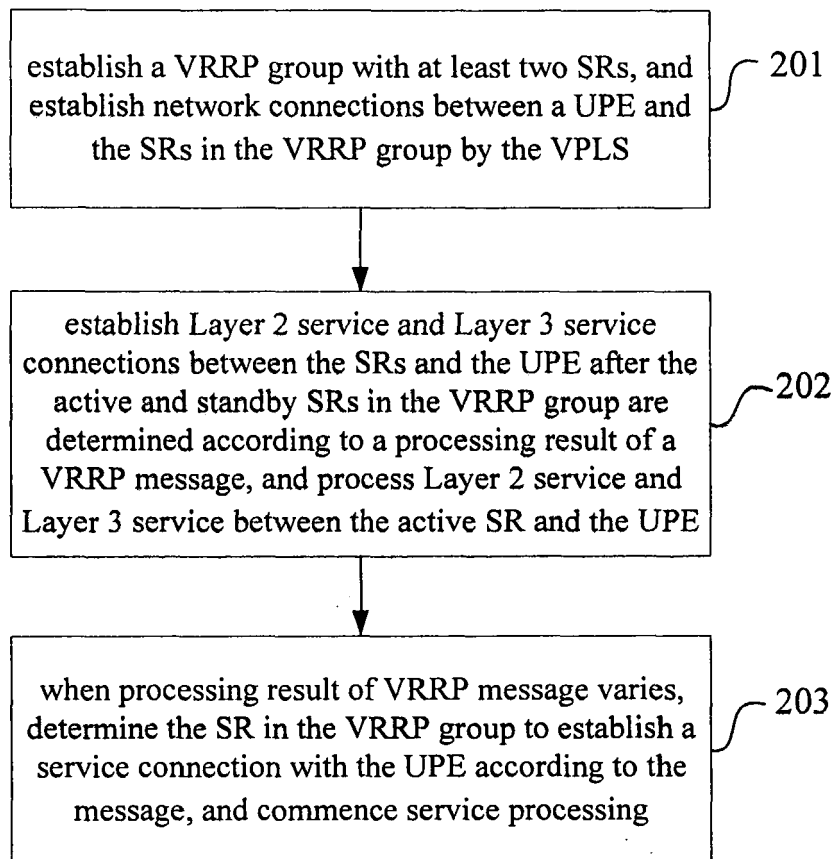 establish a VRRP group with at least two SRs, and
establish network connections between a UPE and
the SRs in the VRRP group by the VPLS
201
establish Layer 2 service and Layer 3 service
connections between the SRs and the UPE after the
active and standby SRs in the VRRP group are
determined according to a processing result of a
VRRP message, and process Layer 2 service and
Layer 3 service between the active SR and the UPE
202
when processing result of VRRP message varies,
determine the SR in the VRRP group to establish a
service connection with the UPE according to the
message, and commence service processing
203